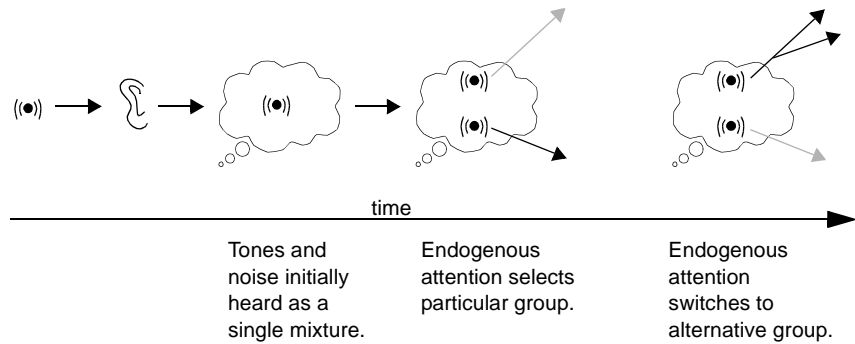 time
Tones and
noise initially
heard as a
single mixture.
Endogenous
attention selects
particular group.
Endogenous
attention
switches to
alternative group.